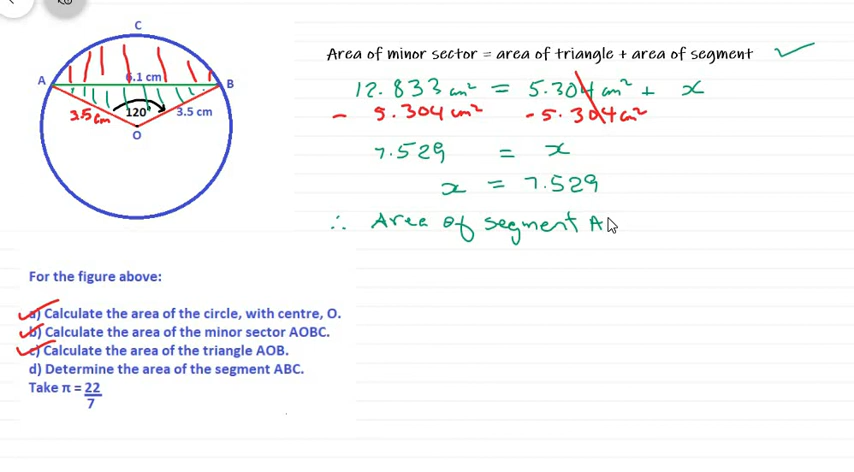 C
Area of minor sector = area of triangle + area of segment
A
6.1 cm
B
12.833 cm² = 5.304 cm² + x
3.5 cm
120°
3.5 cm
- 5.304 cm² - 5.304 cm²
O
7.529 = x
x = 7.529
∴ Area of segment A
For the figure above:
a) Calculate the area of the circle, with centre, O.
b) Calculate the area of the minor sector AOBC.
c) Calculate the area of the triangle AOB.
d) Determine the area of the segment ABC.
Take π = 22
7